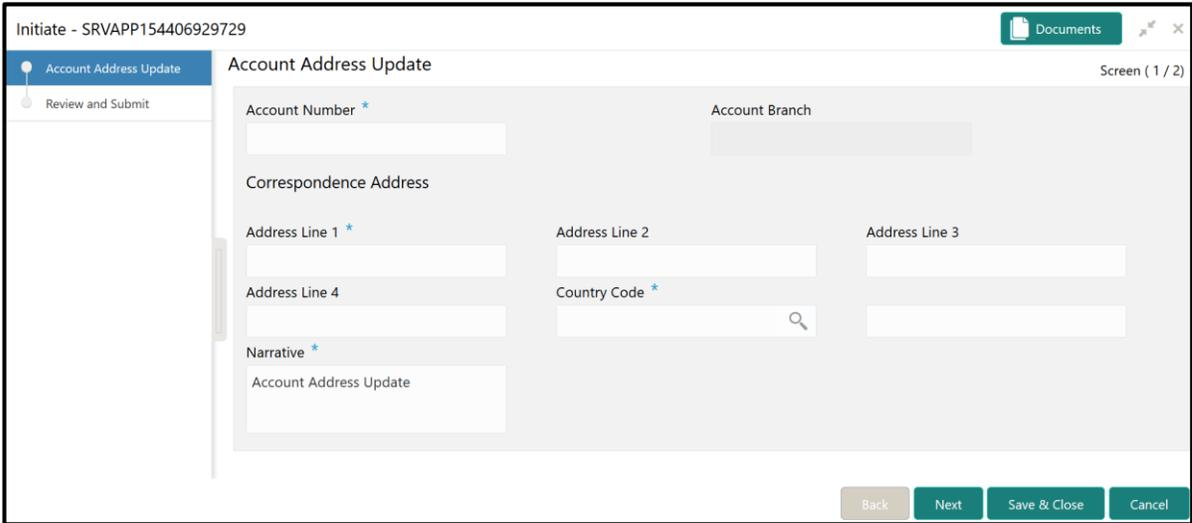 Initiate - SRVAPP154406929729
Documents
Account Address Update
Review and Submit
Account Address Update
Screen ( 1 / 2)
Account Number *
Account Branch
Correspondence Address
Address Line 1 *
Address Line 2
Address Line 3
Address Line 4
Country Code *
Narrative *
Account Address Update
Back
Next
Save & Close
Cancel